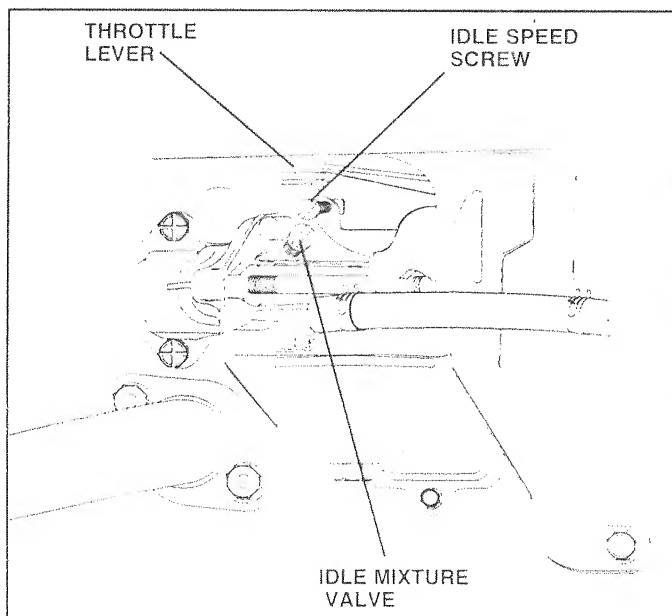 THROTTLE
LEVER
IDLE SPEED
SCREW
IDLE MIXTURE
VALVE